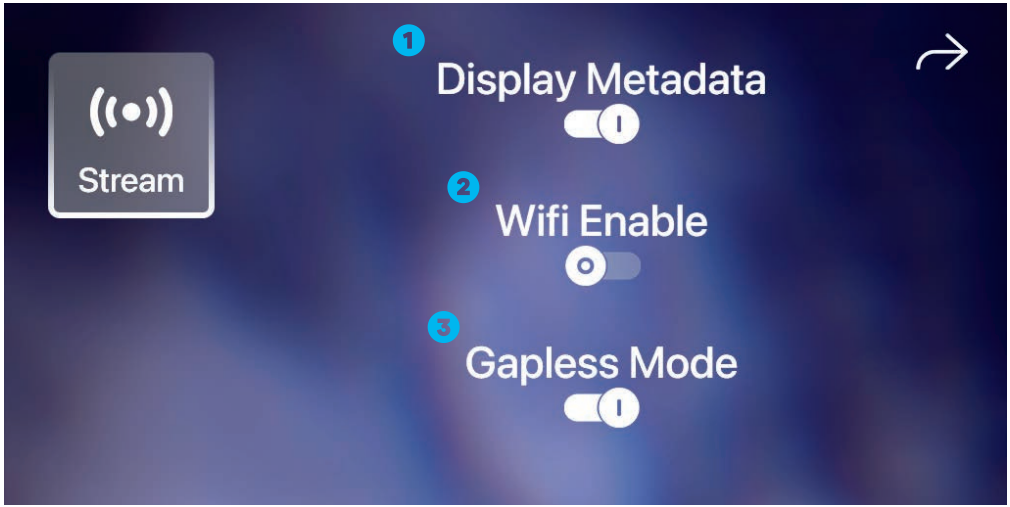 1
Display Metadata
Stream
2
Wifi Enable
3
Gapless Mode